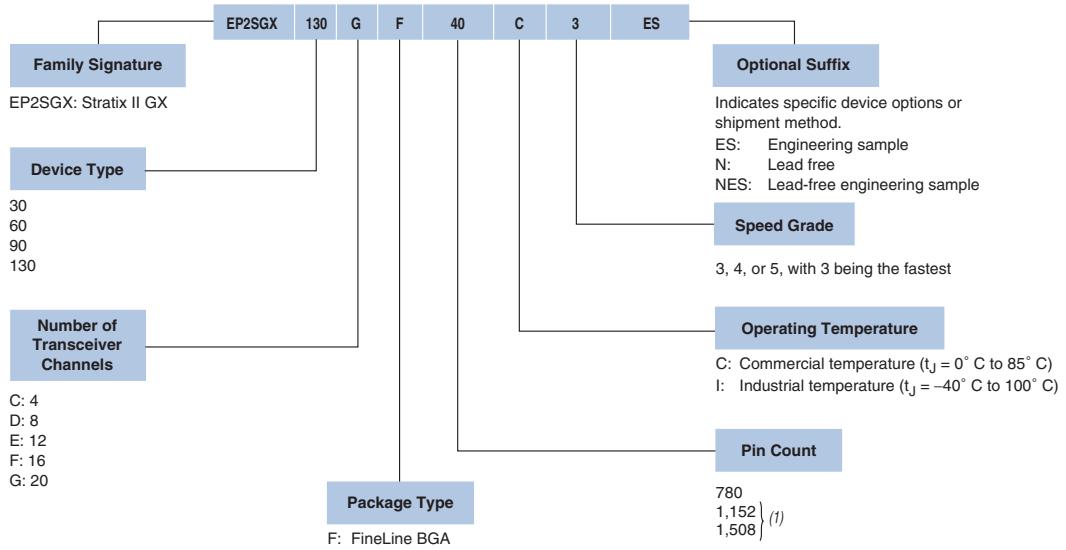 EP2SGX 130 G F 40 C 3 ES
Family Signature
EP2SGX: Stratix II GX
Device Type
30
60
90
130
Number of
Transceiver
Channels
C: 4
D: 8
E: 12
F: 16
G: 20
Package Type
F: FineLine BGA
Optional Suffix
Indicates specific device options or
shipment method.
ES: Engineering sample
N: Lead free
NES: Lead-free engineering sample
Speed Grade
3, 4, or 5, with 3 being the fastest
Operating Temperature
C: Commercial temperature (tJ = 0° C to 85° C)
I: Industrial temperature (tJ = –40° C to 100° C)
Pin Count
780
1,152
1,508
(1)